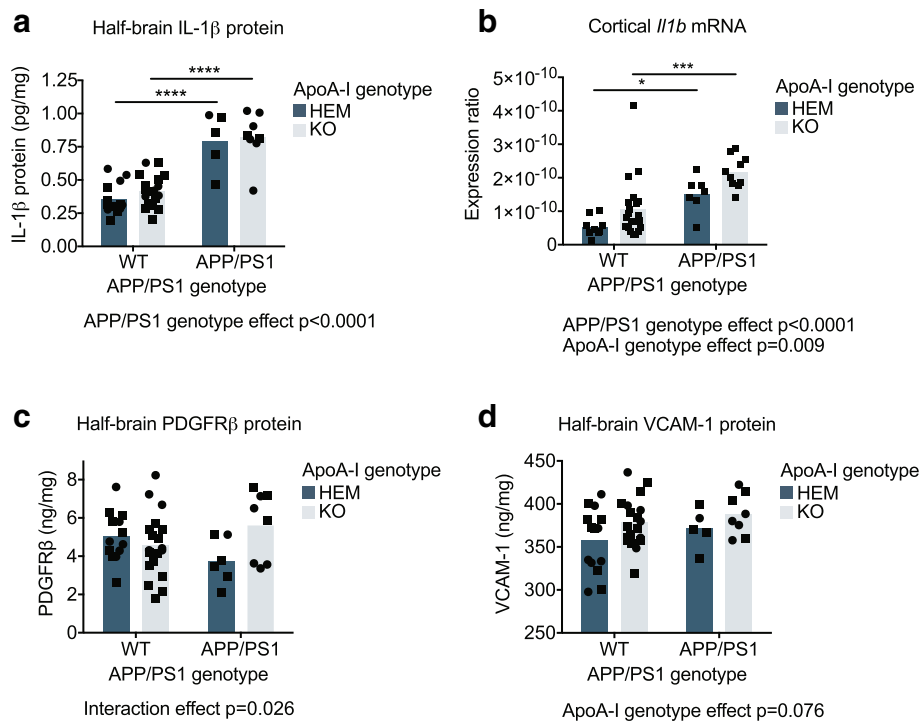 a
Half-brain IL-1β protein
IL-1β protein (pg/mg)
1.25
1.00
0.75
0.50
0.25
0.00
****
****
ApoA-I genotype
HEM
KO
WT
APP/PS1
APP/PS1 genotype
APP/PS1 genotype effect p<0.0001
b
Cortical Il1b mRNA
Expression ratio
5×10⁻¹⁰
4×10⁻¹⁰
3×10⁻¹⁰
2×10⁻¹⁰
1×10⁻¹⁰
0
***
*
ApoA-I genotype
HEM
KO
WT
APP/PS1
APP/PS1 genotype
APP/PS1 genotype effect p<0.0001
ApoA-I genotype effect p=0.009
c
Half-brain PDGFRβ protein
PDGFRβ (ng/mg)
8
6
4
2
0
ApoA-I genotype
HEM
KO
WT
APP/PS1
APP/PS1 genotype
Interaction effect p=0.026
d
Half-brain VCAM-1 protein
VCAM-1 (ng/mg)
450
400
350
300
250
ApoA-I genotype
HEM
KO
WT
APP/PS1
APP/PS1 genotype
ApoA-I genotype effect p=0.076